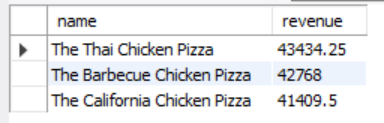 name revenue
The Thai Chicken Pizza 43434.25
The Barbecue Chicken Pizza 42768
The California Chicken Pizza 41409.5